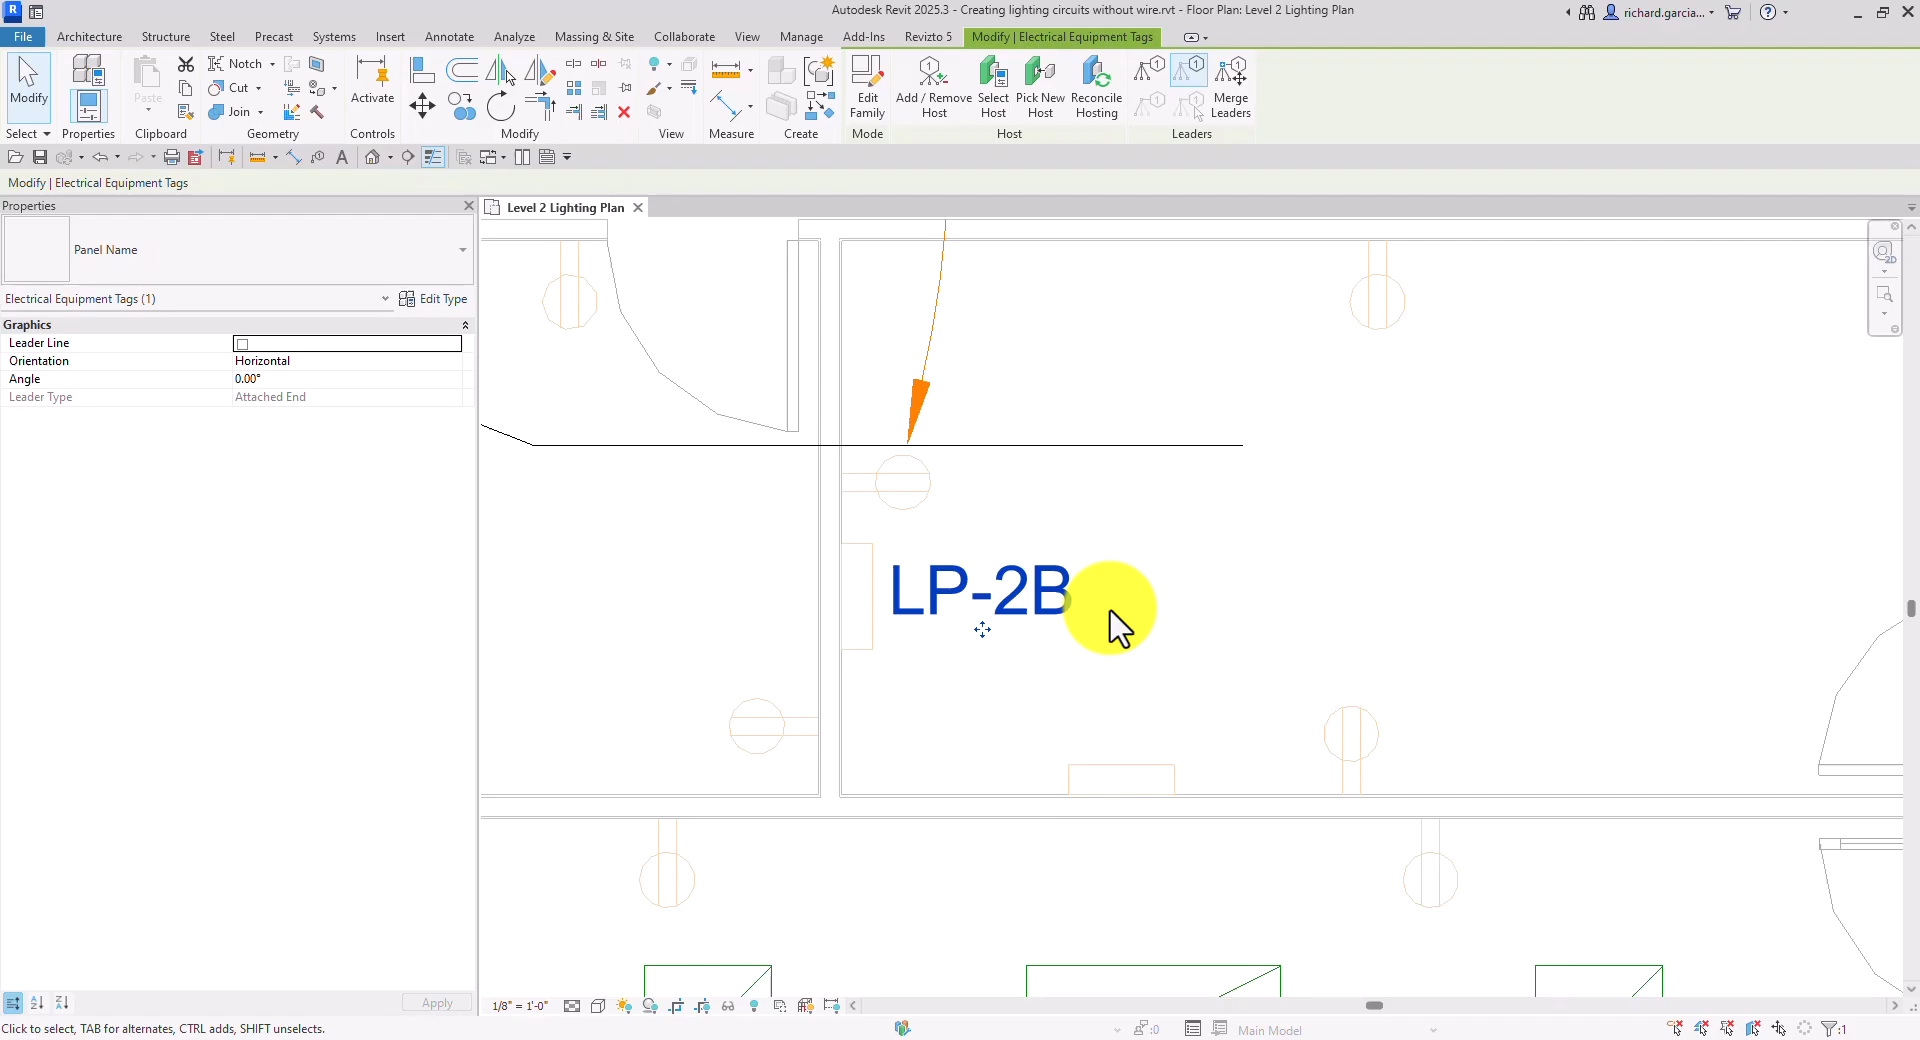 Autodesk Revit 2025.3 - Creating lighting circuits without wire.rvt - Floor Plan: Level 2 Lighting Plan
richard.garcia...
File Architecture Structure Steel Precast Systems Insert Annotate Analyze Massing & Site Collaborate View Manage Add-Ins Revizto 5 Modify | Electrical Equipment Tags
Modify
Paste
Notch
Cut
Join
Activate
Edit Family
Add / Remove Host
Select Host
Pick New Host
Reconcile Hosting
Merge Leaders
Select Properties Clipboard Geometry Controls Modify View Measure Create Mode Host Leaders
Modify | Electrical Equipment Tags
Properties
Level 2 Lighting Plan
Panel Name
Electrical Equipment Tags (1) Edit Type
Graphics
Leader Line
Orientation Horizontal
Angle 0.00°
Leader Type Attached End
LP-2B
Apply
1/8" = 1'-0"
Click to select, TAB for alternates, CTRL adds, SHIFT unselects.
:0
Main Model
:1